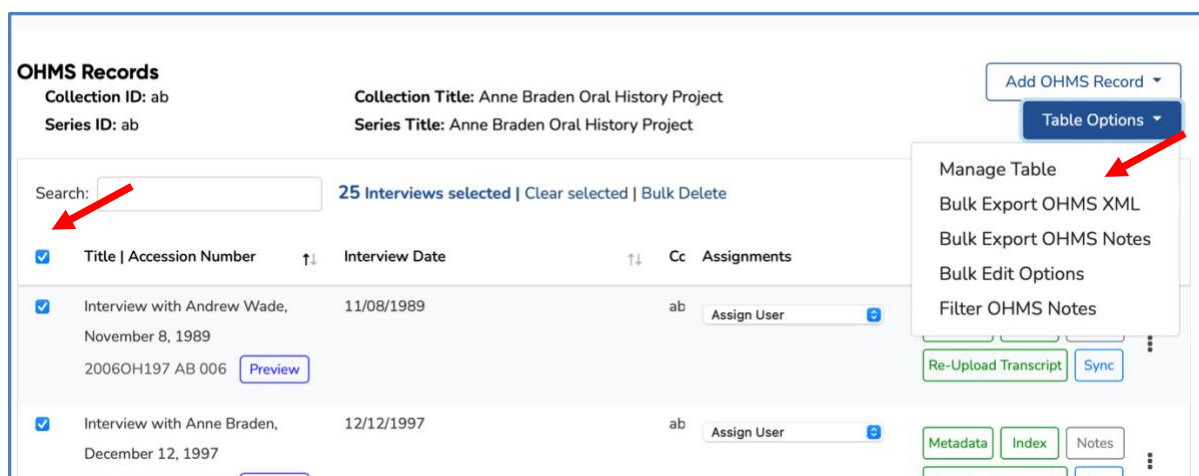 OHMS Records
Add OHMS Record
Collection ID: ab Collection Title: Anne Braden Oral History Project
Series ID: ab Series Title: Anne Braden Oral History Project
Table Options
Manage Table
Bulk Export OHMS XML
Bulk Export OHMS Notes
Bulk Edit Options
Filter OHMS Notes
Search: 25 Interviews selected | Clear selected | Bulk Delete
Title | Accession Number Interview Date Cc Assignments
Interview with Andrew Wade, 11/08/1989 ab Assign User
November 8, 1989
2006OH197 AB 006 Preview Re-Upload Transcript Sync
Interview with Anne Braden, 12/12/1997 ab Assign User Metadata Index Notes
December 12, 1997